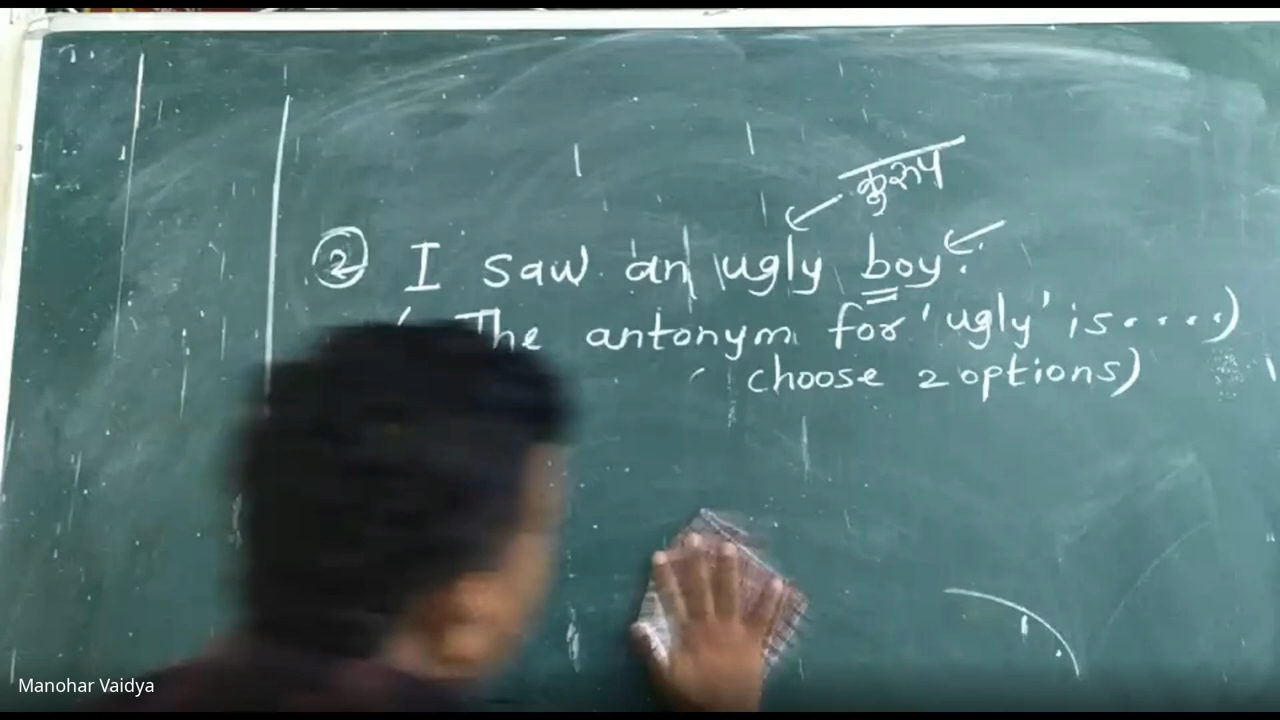 कुरुप
② I saw an ugly boy.
( The antonym for 'ugly' is.....)
( choose 2 options)
Manohar Vaidya